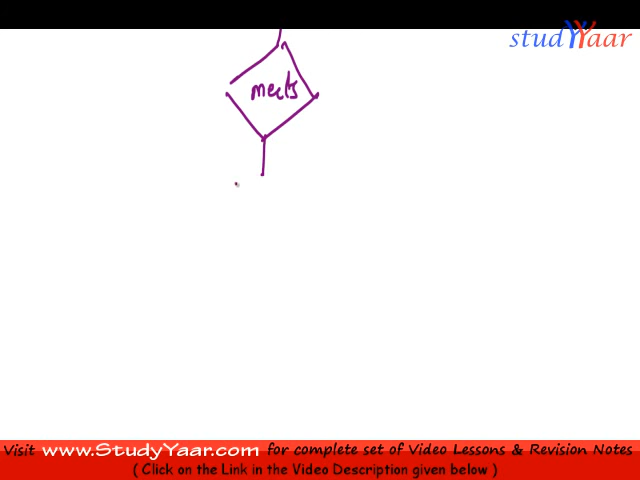 studYYaar
meets
Visit www.StudyYaar.com for complete set of Video Lessons & Revision Notes
( Click on the Link in the Video Description given below )